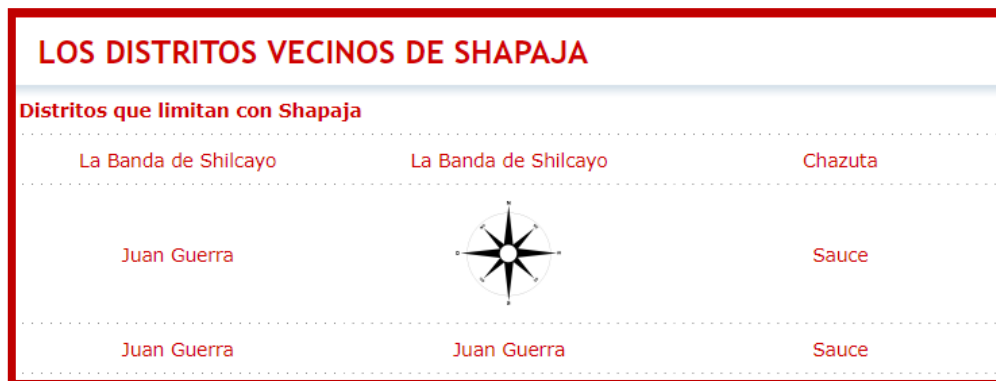 LOS DISTRITOS VECINOS DE SHAPAJA
Distritos que limitan con Shapaja
La Banda de Shilcayo La Banda de Shilcayo Chazuta
N
Juan Guerra Sauce
Juan Guerra Juan Guerra Sauce